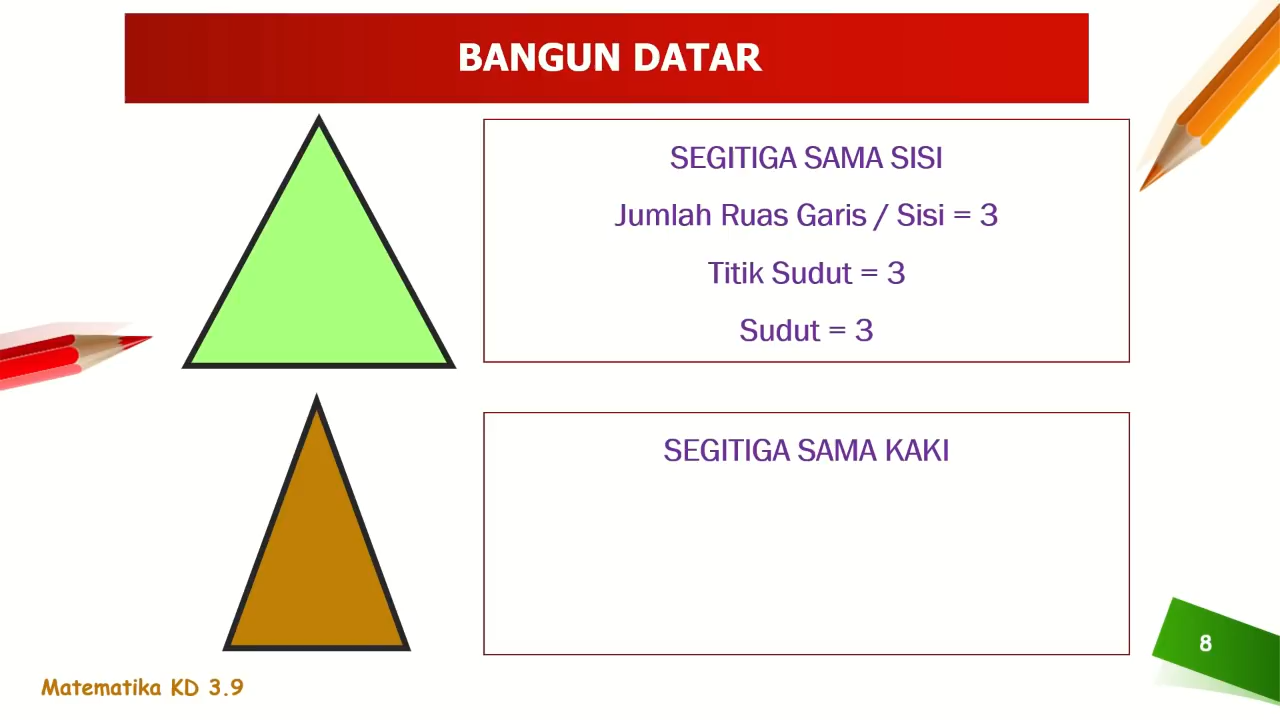 BANGUN DATAR
SEGITIGA SAMA SISI
Jumlah Ruas Garis / Sisi = 3
Titik Sudut = 3
Sudut = 3
SEGITIGA SAMA KAKI
8
Matematika KD 3.9